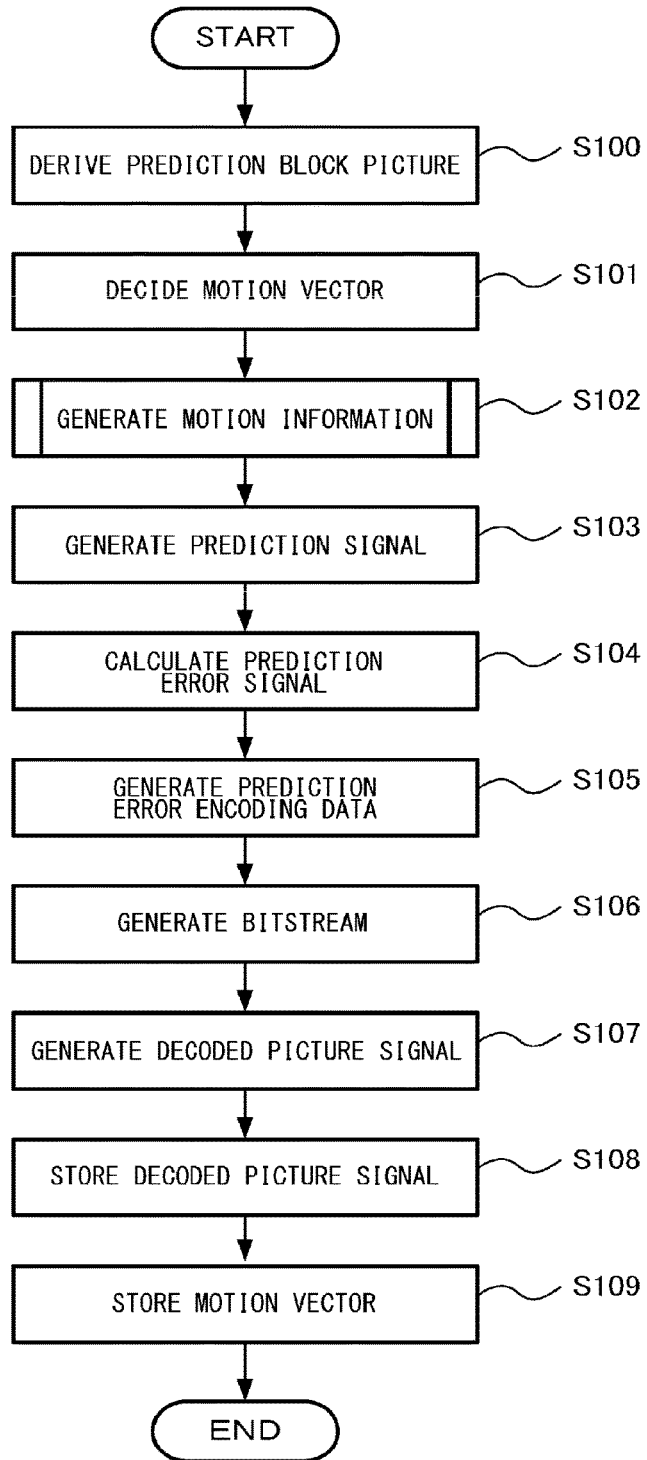 START
DERIVE PREDICTION BLOCK PICTURE
S100
DECIDE MOTION VECTOR
S101
GENERATE MOTION INFORMATION
S102
GENERATE PREDICTION SIGNAL
S103
CALCULATE PREDICTION
ERROR SIGNAL
S104
GENERATE PREDICTION
ERROR ENCODING DATA
S105
GENERATE BITSTREAM
S106
GENERATE DECODED PICTURE SIGNAL
S107
STORE DECODED PICTURE SIGNAL
S108
STORE MOTION VECTOR
S109
END